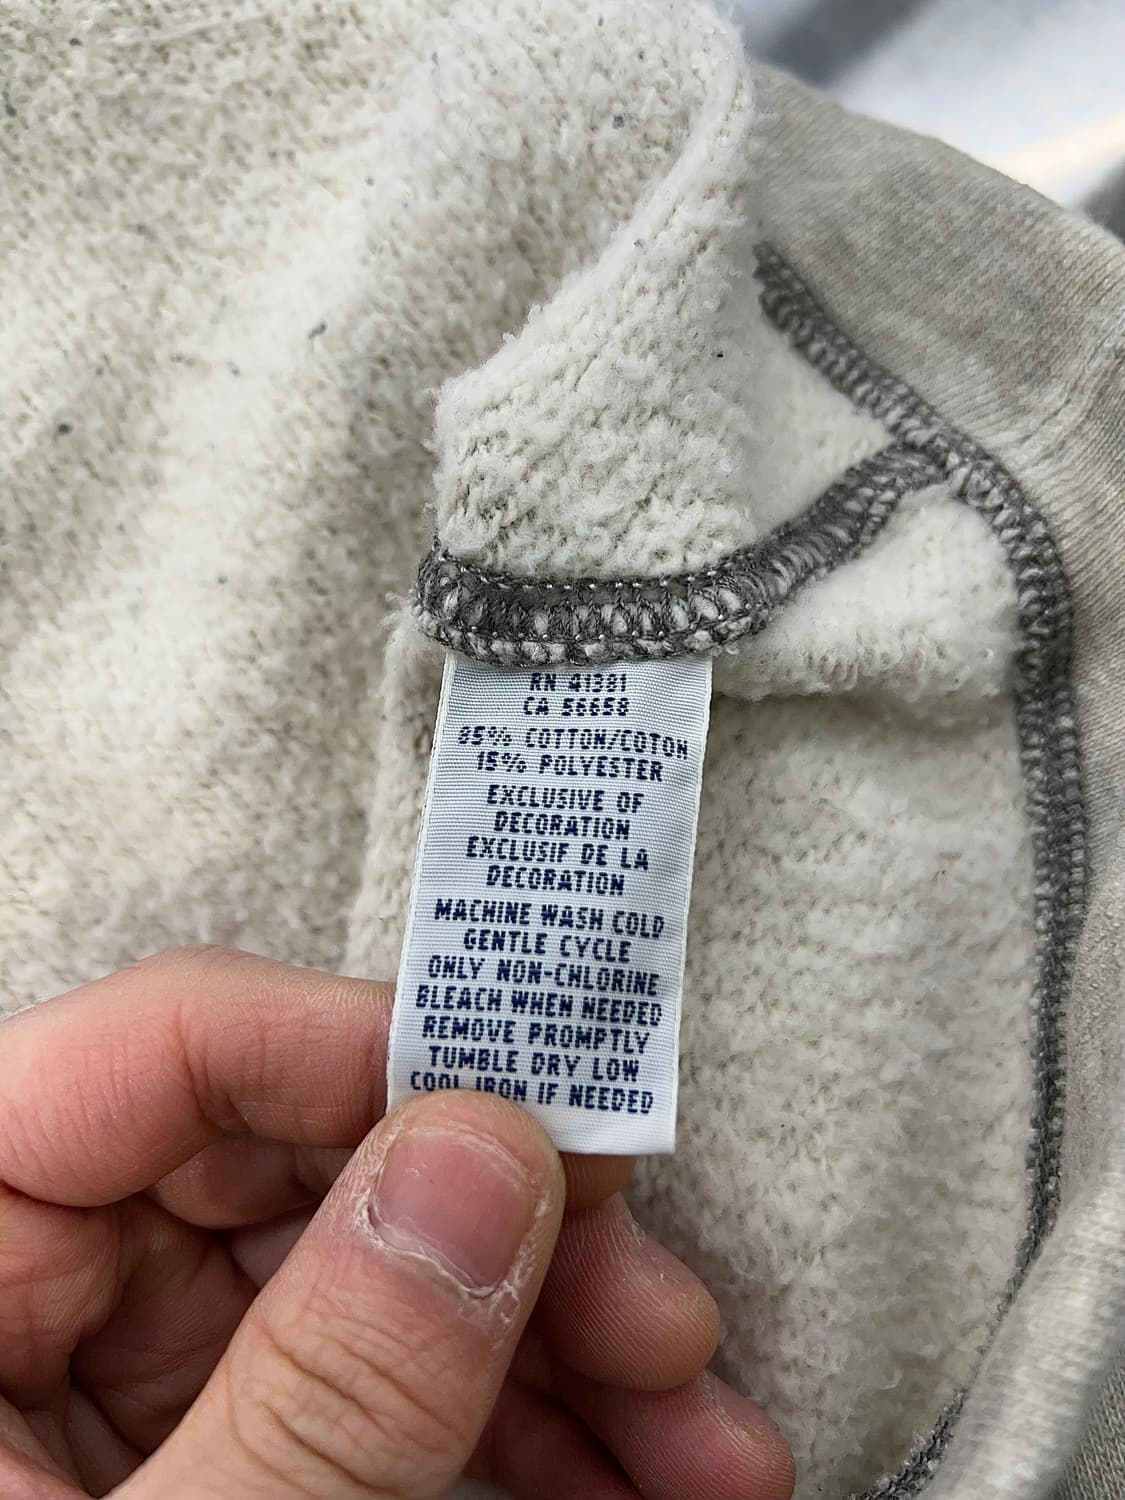 RN 41381
CA 56658
85% COTTON/COTON
15% POLYESTER
EXCLUSIVE OF
DECORATION
EXCLUSIF DE LA
DECORATION
MACHINE WASH COLD
GENTLE CYCLE
ONLY NON-CHLORINE
BLEACH WHEN NEEDED
REMOVE PROMPTLY
TUMBLE DRY LOW
COOL IRON IF NEEDED